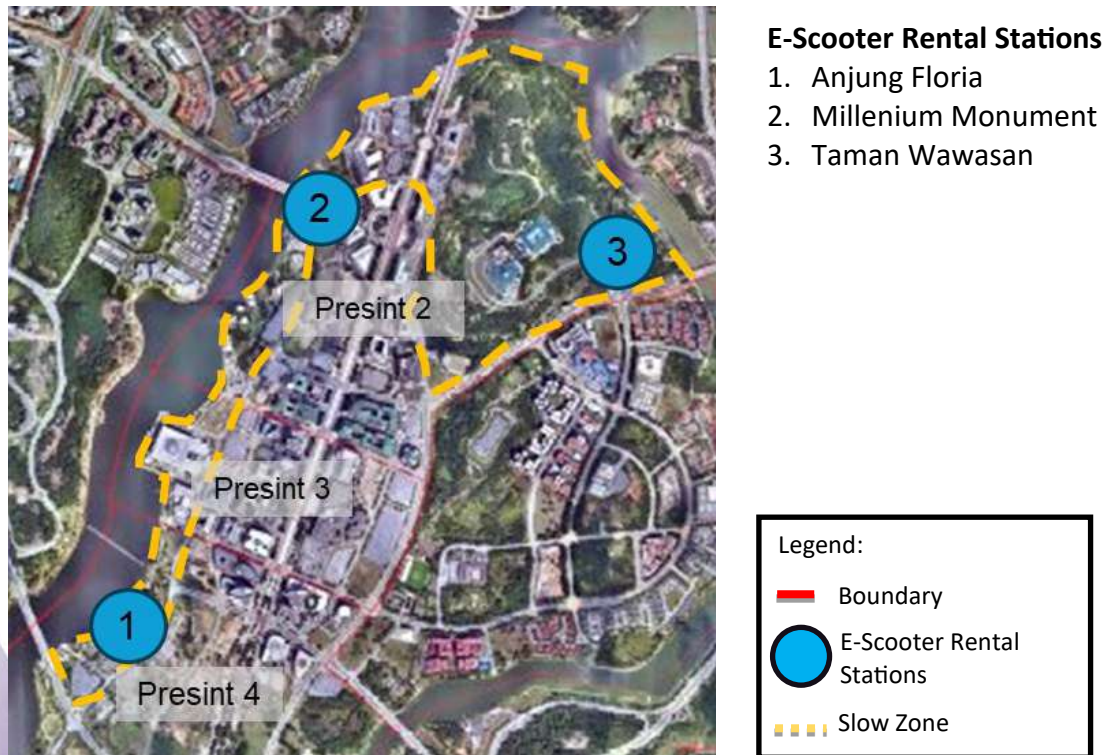 E-Scooter Rental Stations
1. Anjung Floria
2. Millenium Monument
3. Taman Wawasan
2
3
Presint 2
Presint 3
1
Presint 4
Legend:
Boundary
E-Scooter Rental
Stations
Slow Zone